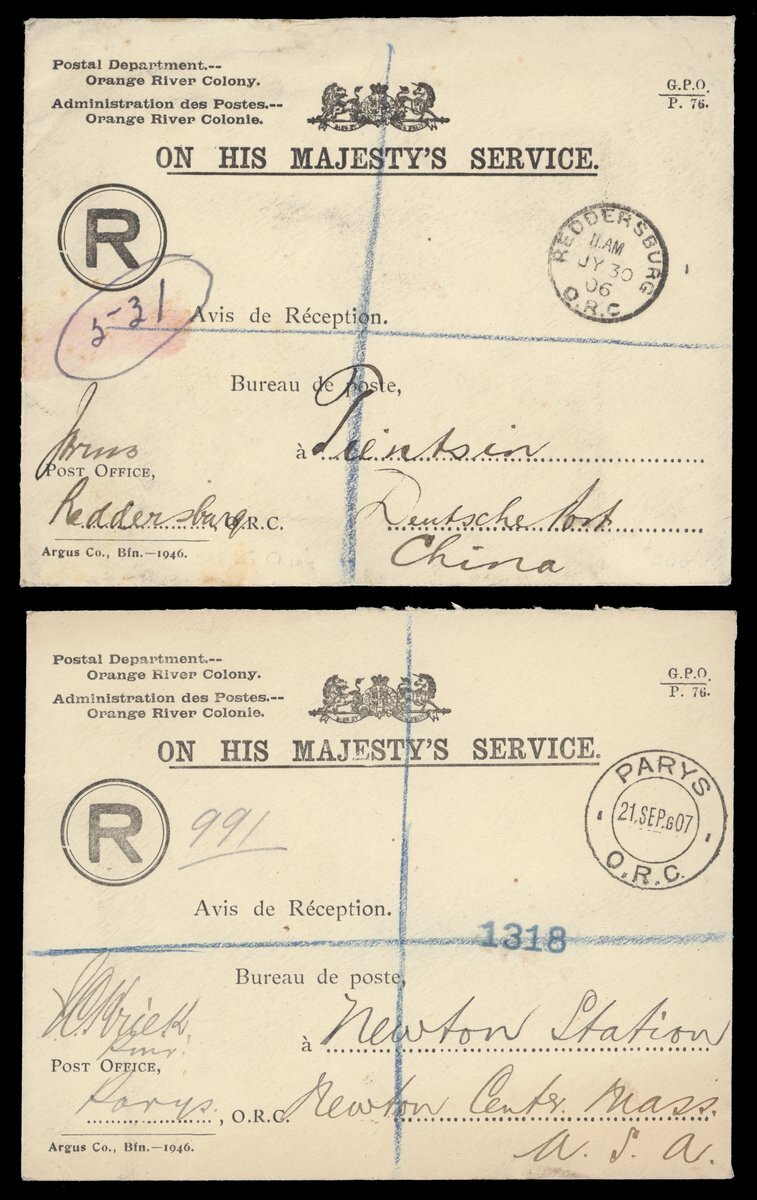 Postal Department.--
Orange River Colony.
Administration des Postes.--
Orange River Colonie.
G.P.O.
P. 76.
ON HIS MAJESTY'S SERVICE.
R
REDDERSBURG
11.AM
JY 30
06
O.R.C
5-31
Avis de Réception.
Bureau de poste,
à Tientsin
POST OFFICE,
Reddersburg, O.R.C.
Deutsche Post
China
Argus Co., Bfn.—1946.
Postal Department.--
Orange River Colony.
Administration des Postes.--
Orange River Colonie.
G.P.O.
P. 76.
ON HIS MAJESTY'S SERVICE.
R
991
PARYS
21.SEP.607
O.R.C.
Avis de Réception.
1318
Bureau de poste,
à Newton Station
POST OFFICE,
Parys, O.R.C.
Newton Center. Mass.
U. S. A.
Argus Co., Bfn.—1946.